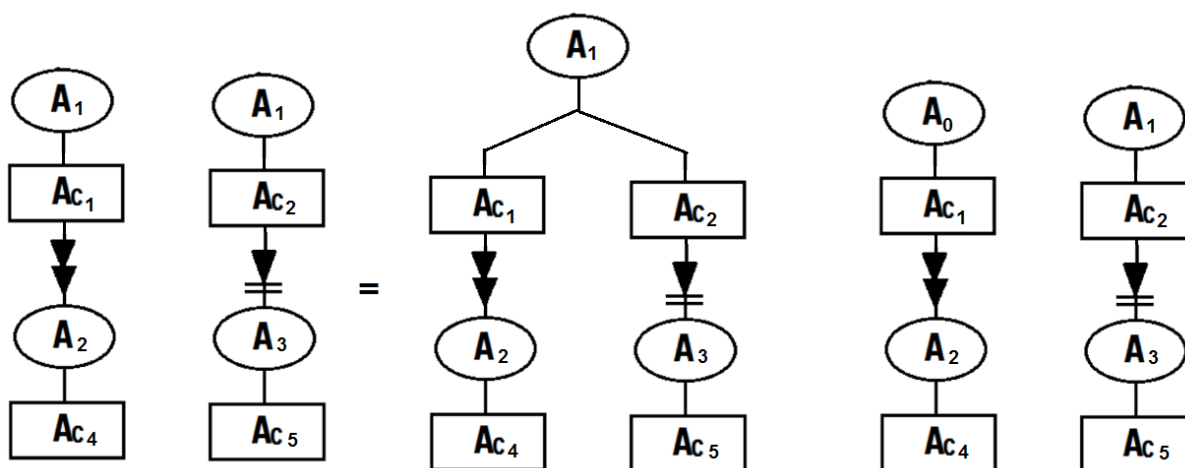 A₁
A₁
A₁
A₀
A₁
Ac₁
Ac₂
=
Ac₁
Ac₂
Ac₁
Ac₂
A₂
A₃
A₂
A₃
A₂
A₃
Ac₄
Ac₅
Ac₄
Ac₅
Ac₄
Ac₅